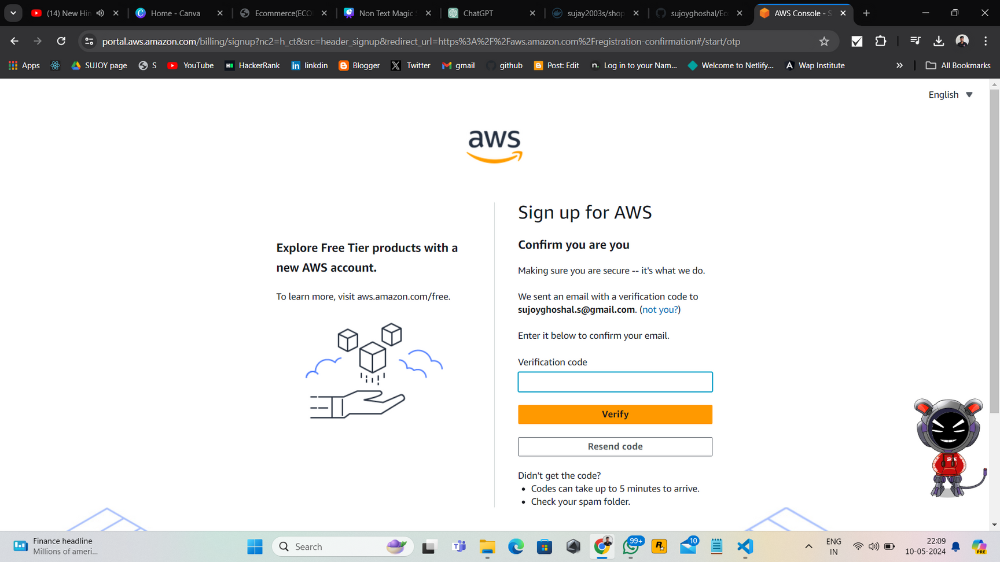 (14) New Hin
Home - Canva
Ecommerce(ECO
Non Text Magic S
ChatGPT
sujay2003s/shop
sujoyghoshal/Ec
AWS Console - S
portal.aws.amazon.com/billing/signup?nc2=h_ct&src=header_signup&redirect_url=https%3A%2F%2Faws.amazon.com%2Fregistration-confirmation#/start/otp
Apps
SUJOY page
S
YouTube
HackerRank
linkdin
Blogger
Twitter
gmail
github
Post: Edit
Log in to your Nam...
Welcome to Netlify...
Wap Institute
All Bookmarks
English
aws
Sign up for AWS
Explore Free Tier products with a
new AWS account.
To learn more, visit aws.amazon.com/free.
Confirm you are you
Making sure you are secure -- it's what we do.
We sent an email with a verification code to
sujoyghoshal.s@gmail.com. (not you?)
Enter it below to confirm your email.
Verification code
Verify
Resend code
Didn't get the code?
• Codes can take up to 5 minutes to arrive.
• Check your spam folder.
Finance headline
Millions of ameri...
Search
99+
10
ENG
IN
22:09
10-05-2024
PRE